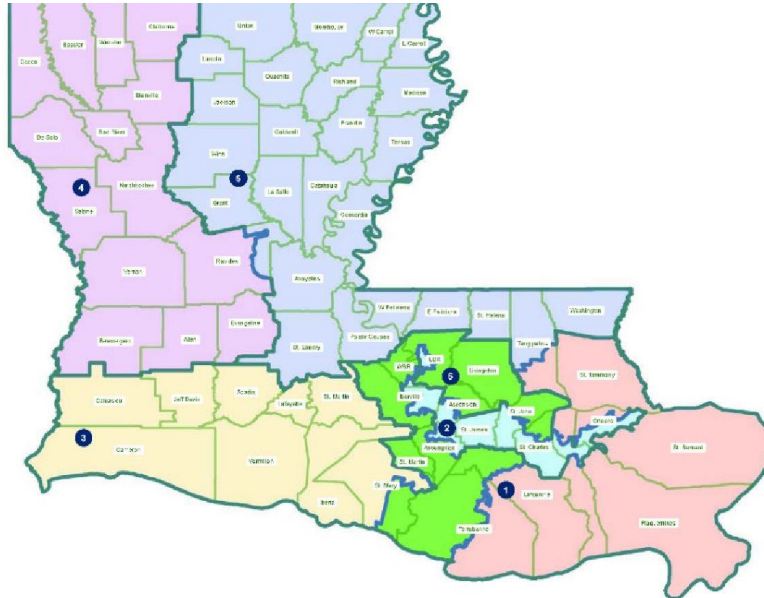 Union
Morehouse
W Carroll
E Carroll
Claiborne
Webster
Bossier
Caddo
Lincoln
Ouachita
Richland
Madison
Bienville
Jackson
Franklin
Red River
De Soto
Caldwell
Tensas
Winn
4
5
Natchitoches
La Salle
Catahoula
Sabine
Grant
Concordia
Rapides
Vernon
Avoyelles
W Feliciana
E Feliciana
St. Helena
Washington
Evangeline
Pointe Coupee
Beauregard
Allen
St. Landry
Tangipahoa
EBR
WBR
Livingston
St. Tammany
6
Calcasieu
Jeff Davis
Acadia
St. Martin
Iberville
Ascension
Lafayette
St. John
Orleans
2
St. James
3
Cameron
Assumption
St. Charles
St. Bernard
Vermilion
St. Martin
St. Mary
1
Lafourche
Iberia
Plaquemines
Terrebonne